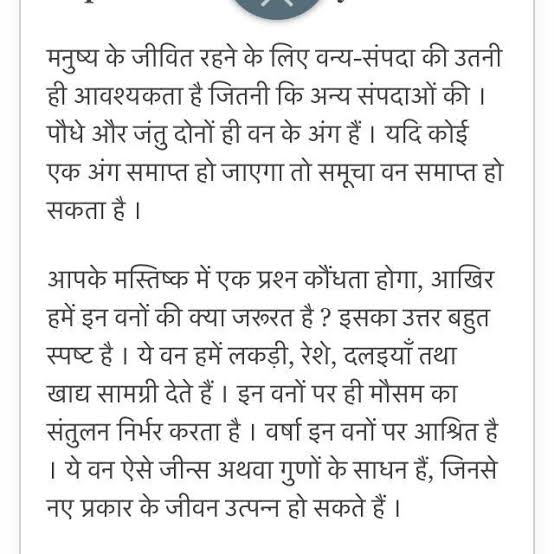 मनुष्य के जीवित रहने के लिए वन्य-संपदा की उतनी
ही आवश्यकता है जितनी कि अन्य संपदाओं की ।
पौधे और जंतु दोनों ही वन के अंग हैं । यदि कोई
एक अंग समाप्त हो जाएगा तो समूचा वन समाप्त हो
सकता है ।
आपके मस्तिष्क में एक प्रश्न कौंधता होगा, आखिर
हमें इन वनों की क्या जरूरत है ? इसका उत्तर बहुत
स्पष्ट है । ये वन हमें लकड़ी, रेशे, दलइयाँ तथा
खाद्य सामग्री देते हैं । इन वनों पर ही मौसम का
संतुलन निर्भर करता है । वर्षा इन वनों पर आश्रित है
। ये वन ऐसे जीन्स अथवा गुणों के साधन हैं, जिनसे
नए प्रकार के जीवन उत्पन्न हो सकते हैं ।